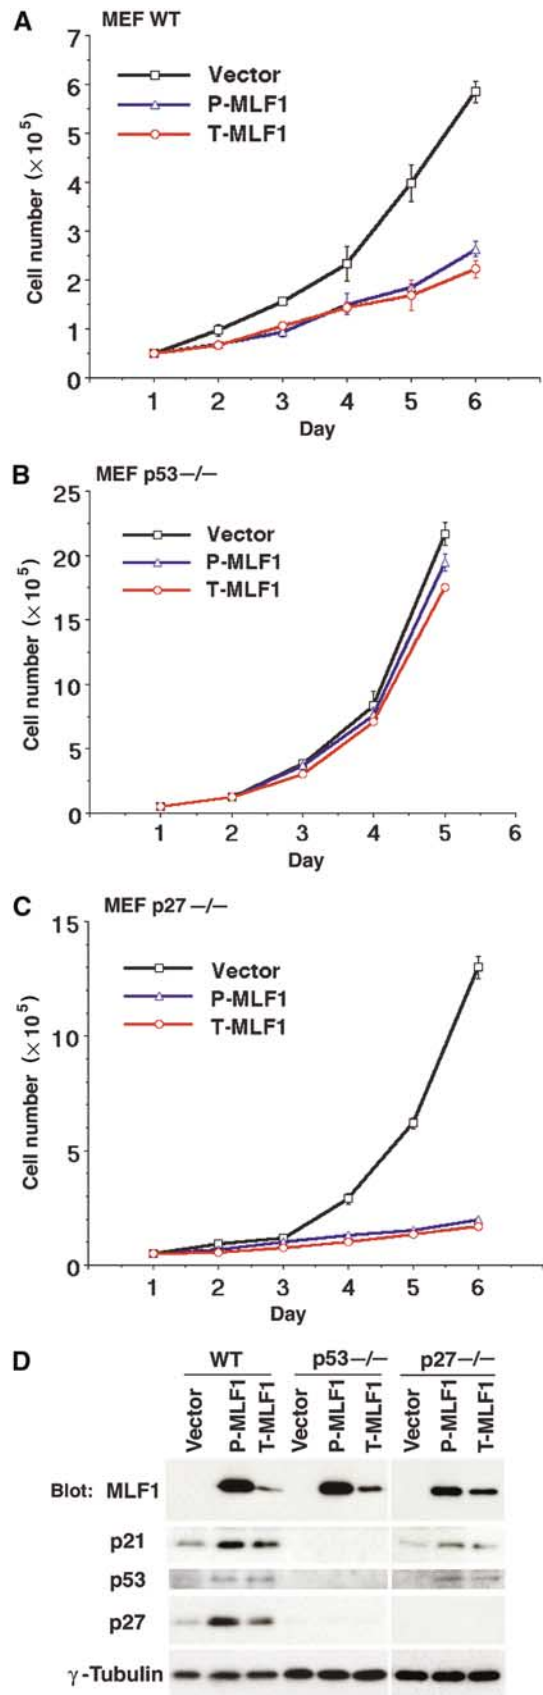 A MEF WT
Vector
P-MLF1
T-MLF1
Cell number (×10⁵)
7
6
5
4
3
2
1
0
1 2 3 4 5 6
Day
B MEF p53−/−
Vector
P-MLF1
T-MLF1
Cell number (×10⁵)
25
20
15
10
5
0
1 2 3 4 5 6
Day
C MEF p27−/−
Vector
P-MLF1
T-MLF1
Cell number (×10⁵)
15
10
5
0
1 2 3 4 5 6
Day
D
WT p53−/− p27−/−
Vector P-MLF1 T-MLF1 Vector P-MLF1 T-MLF1 Vector P-MLF1 T-MLF1
Blot: MLF1
p21
p53
p27
γ-Tubulin